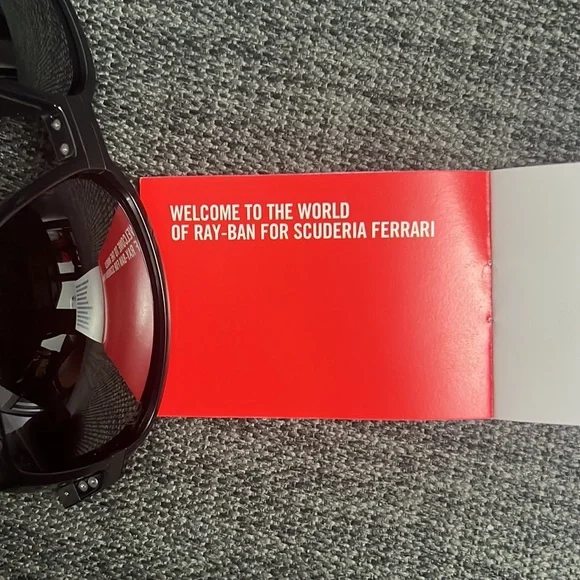 WELCOME TO THE WORLD
OF RAY-BAN FOR SCUDERIA FERRARI